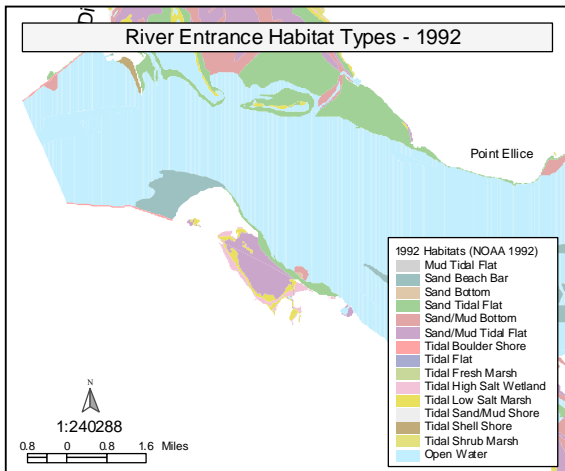 Di
River Entrance Habitat Types - 1992
Point Ellice
1992 Habitats (NOAA 1992)
Mud Tidal Flat
Sand Beach Bar
Sand Bottom
Sand Tidal Flat
Sand/Mud Bottom
Sand/Mud Tidal Flat
Tidal Boulder Shore
Tidal Flat
Tidal Fresh Marsh
Tidal High Salt Wetland
Tidal Low Salt Marsh
Tidal Sand/Mud Shore
Tidal Shell Shore
Tidal Shrub Marsh
Open Water
N
1:240288
0.8 0 0.8 1.6 Miles